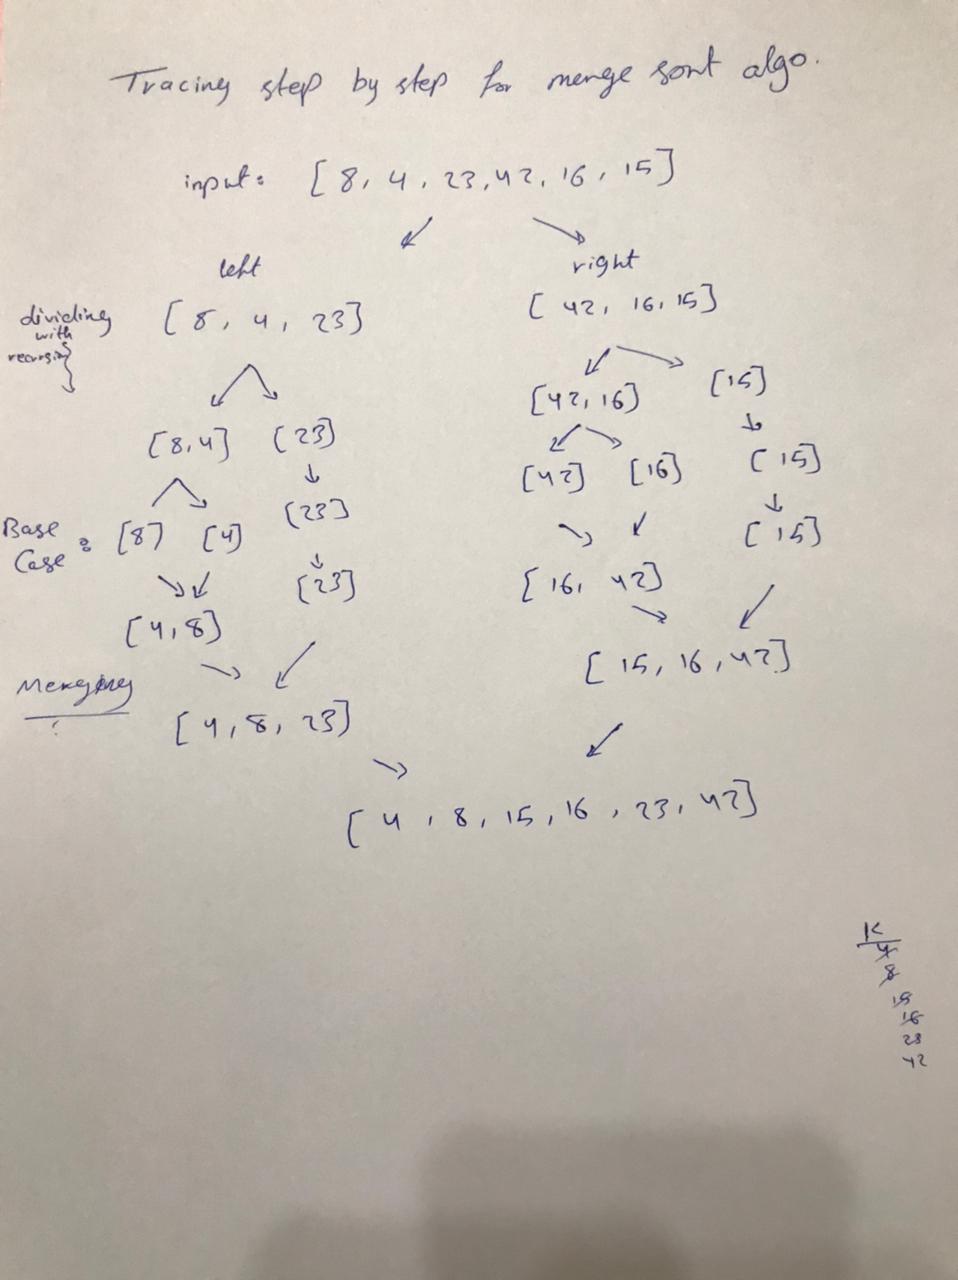 Tracing step by step for merge sort algo.
input: [8, 4, 23, 42, 16, 15]
left right
dividing with recursion [8, 4, 23] [42, 16, 15]
[42, 16] [15]
[8, 4] [23] [42] [16] [15]
Base Case: [8] [4] [23] [15]
[23] [16, 42]
[4, 8] [15, 16, 42]
Merging
[4, 8, 23]
[4, 8, 15, 16, 23, 42]
K
4
8
15
16
23
42